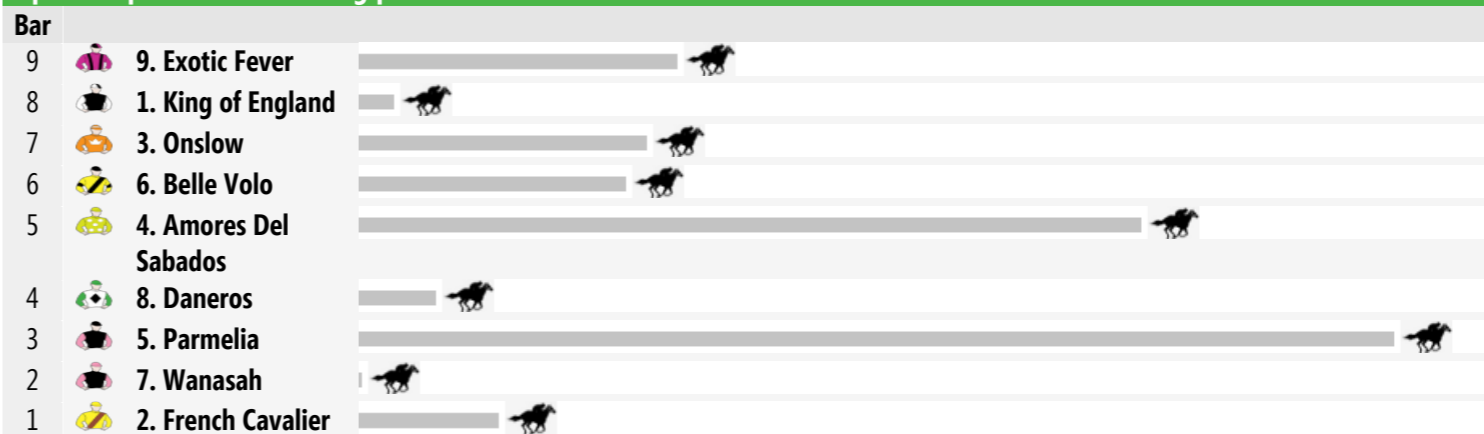 Bar
9 9. Exotic Fever
8 1. King of England
7 3. Onslow
6 6. Belle Volo
5 4. Amores Del
Sabados
4 8. Daneros
3 5. Parmelia
2 7. Wanasah
1 2. French Cavalier